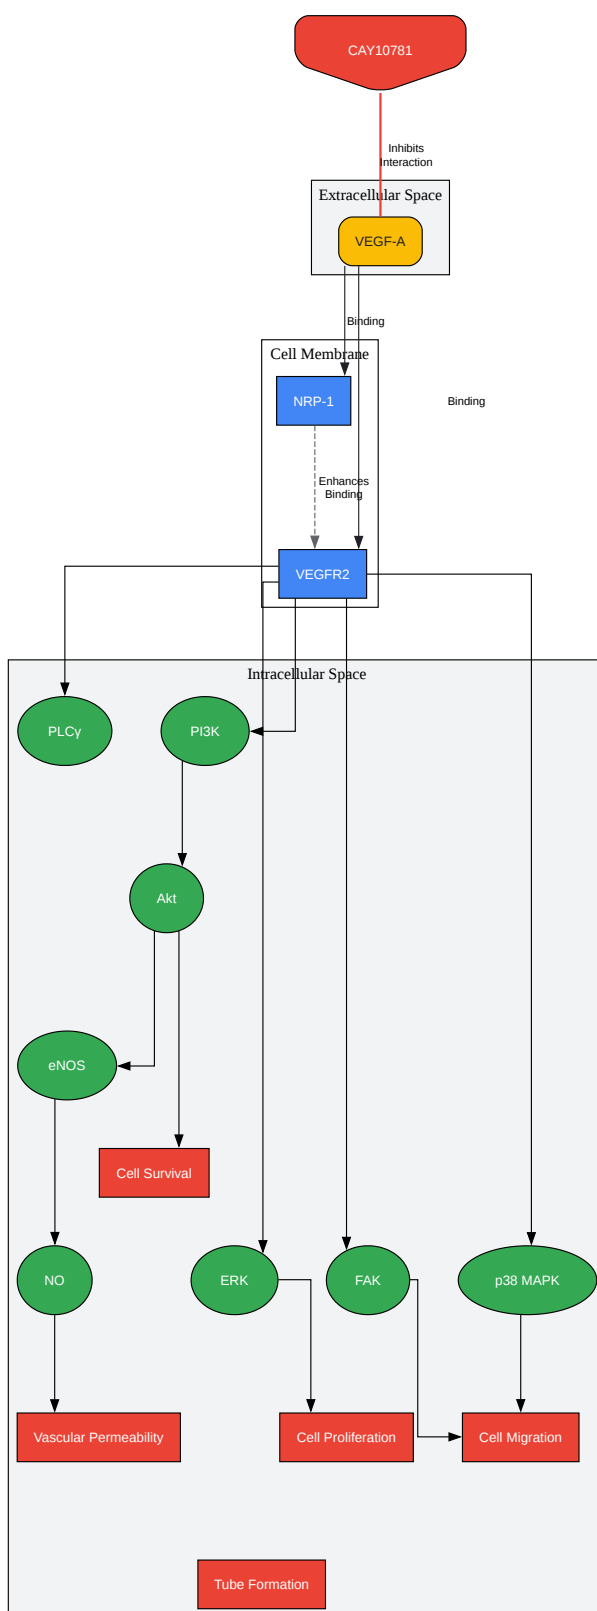 CAY10781
Inhibits
Interaction
Extracellular Space
VEGF-A
Binding
Cell Membrane
NRP-1
Binding
Enhances
Binding
VEGFR2
Intracellular Space
PLCγ
PI3K
Akt
eNOS
Cell Survival
NO
ERK
FAK
p38 MAPK
Vascular Permeability
Cell Proliferation
Cell Migration
Tube Formation